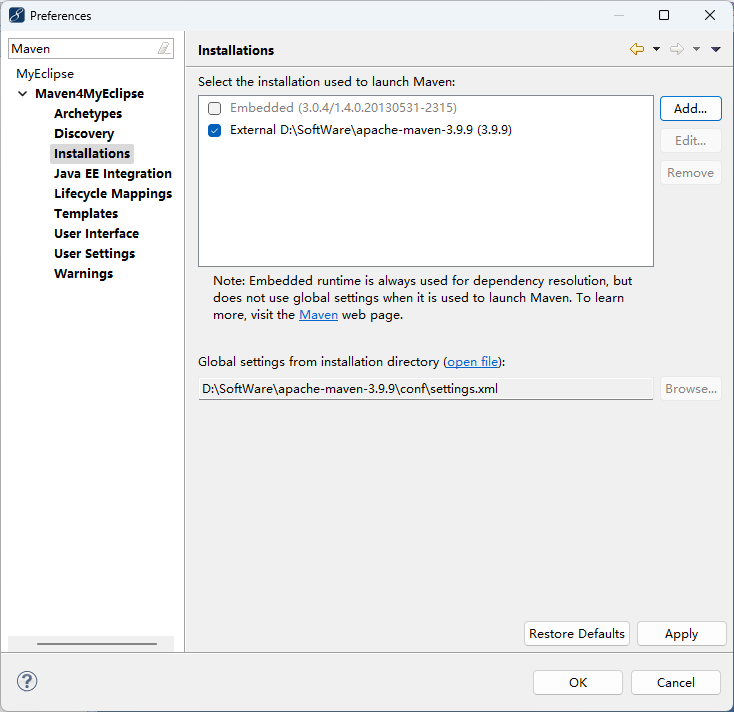 Preferences
Maven
MyEclipse
Maven4MyEclipse
Archetypes
Discovery
Installations
Java EE Integration
Lifecycle Mappings
Templates
User Interface
User Settings
Warnings
Installations
Select the installation used to launch Maven:
Embedded (3.0.4/1.4.0.20130531-2315)
External D:\SoftWare\apache-maven-3.9.9 (3.9.9)
Add...
Edit...
Remove
Note: Embedded runtime is always used for dependency resolution, but
does not use global settings when it is used to launch Maven. To learn
more, visit the Maven web page.
Global settings from installation directory (open file):
D:\SoftWare\apache-maven-3.9.9\conf\settings.xml
Browse...
Restore Defaults
Apply
?
OK
Cancel